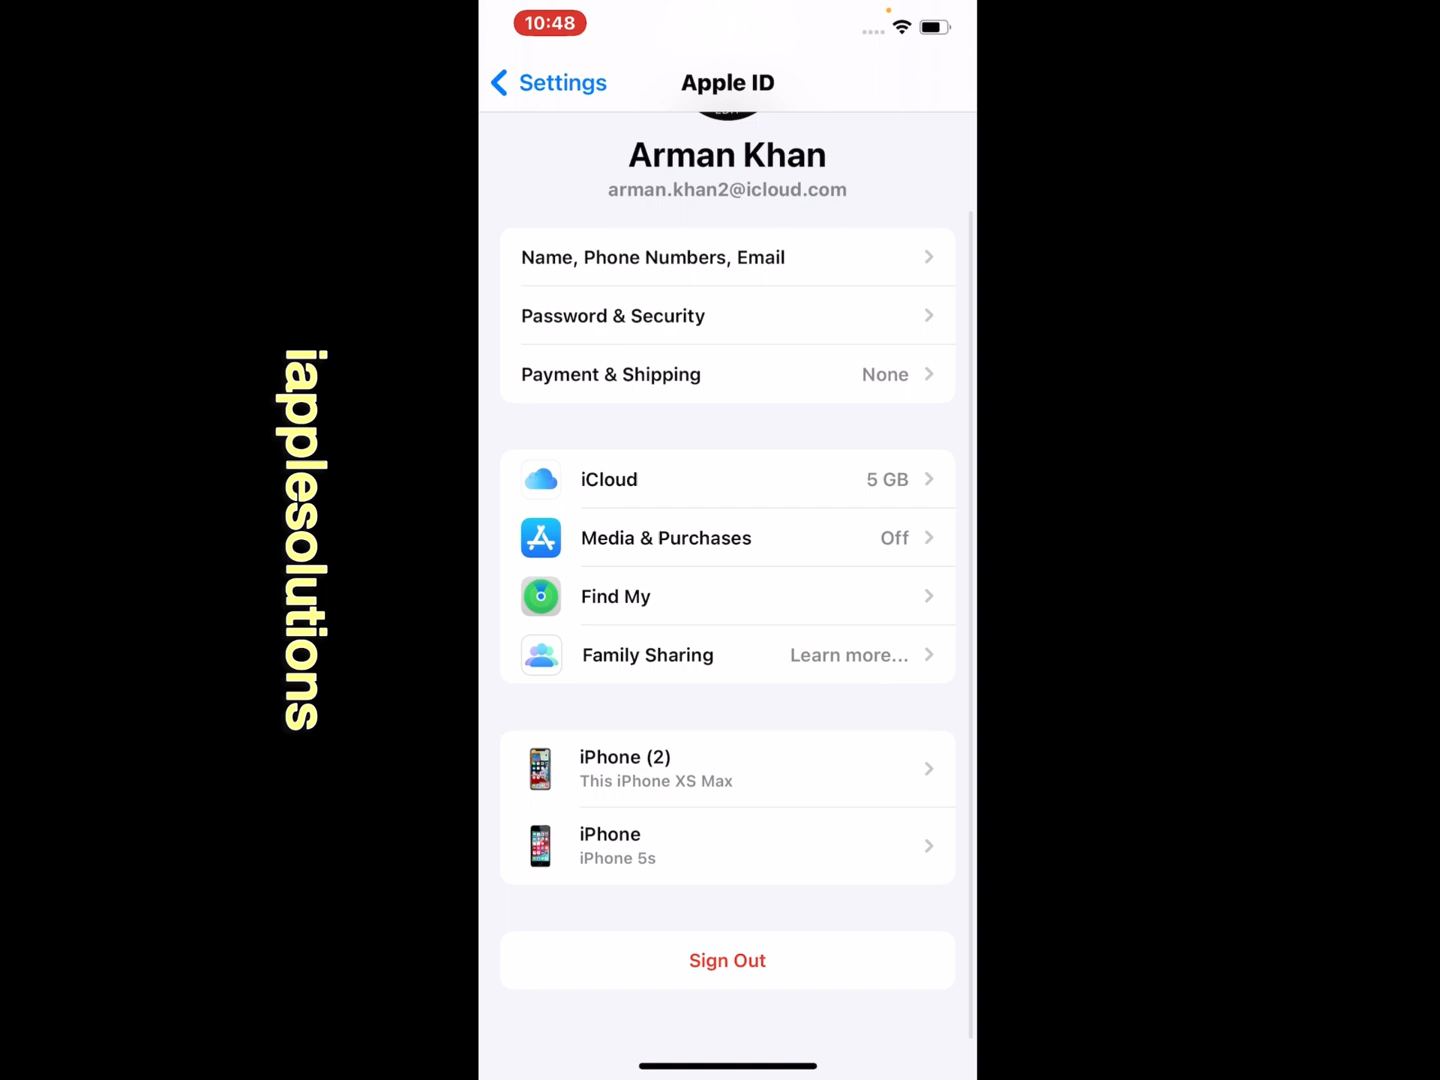 10:48
Settings
Apple ID
Arman Khan
arman.khan2@icloud.com
Name, Phone Numbers, Email
Password & Security
Payment & Shipping None
iCloud 5 GB
Media & Purchases Off
Find My
Family Sharing Learn more...
iPhone (2)
This iPhone XS Max
iPhone
iPhone 5s
Sign Out
iapplesolutions